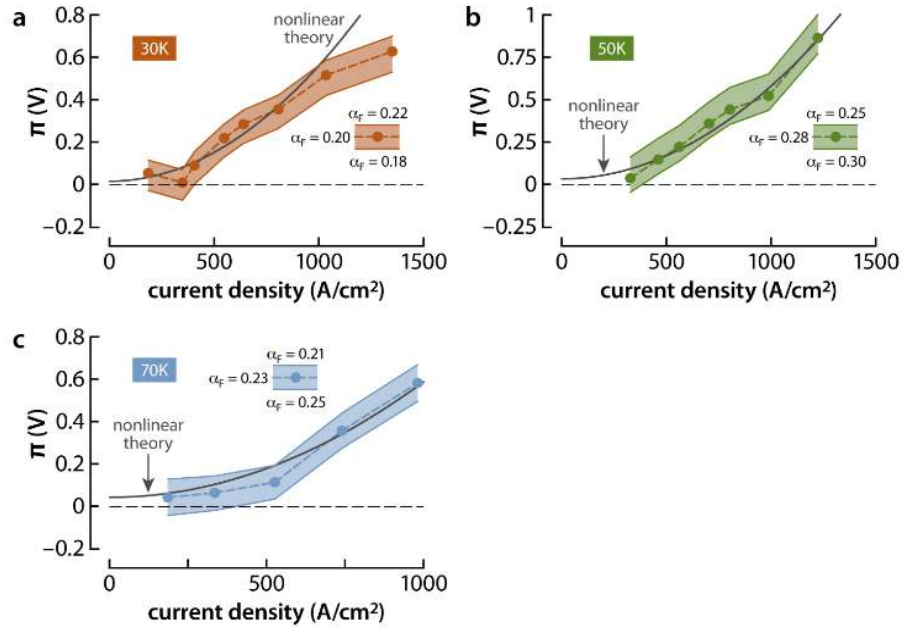 a
30K
nonlinear
theory
0.8
0.6
0.4
0.2
0
−0.2
π (V)
αF = 0.22
αF = 0.20
αF = 0.18
0 500 1000 1500
current density (A/cm²)
b
50K
nonlinear
theory
1
0.75
0.5
0.25
0
−0.25
π (V)
αF = 0.25
αF = 0.28
αF = 0.30
0 500 1000 1500
current density (A/cm²)
c
70K
nonlinear
theory
0.8
0.6
0.4
0.2
0
−0.2
π (V)
αF = 0.21
αF = 0.23
αF = 0.25
0 500 1000
current density (A/cm²)